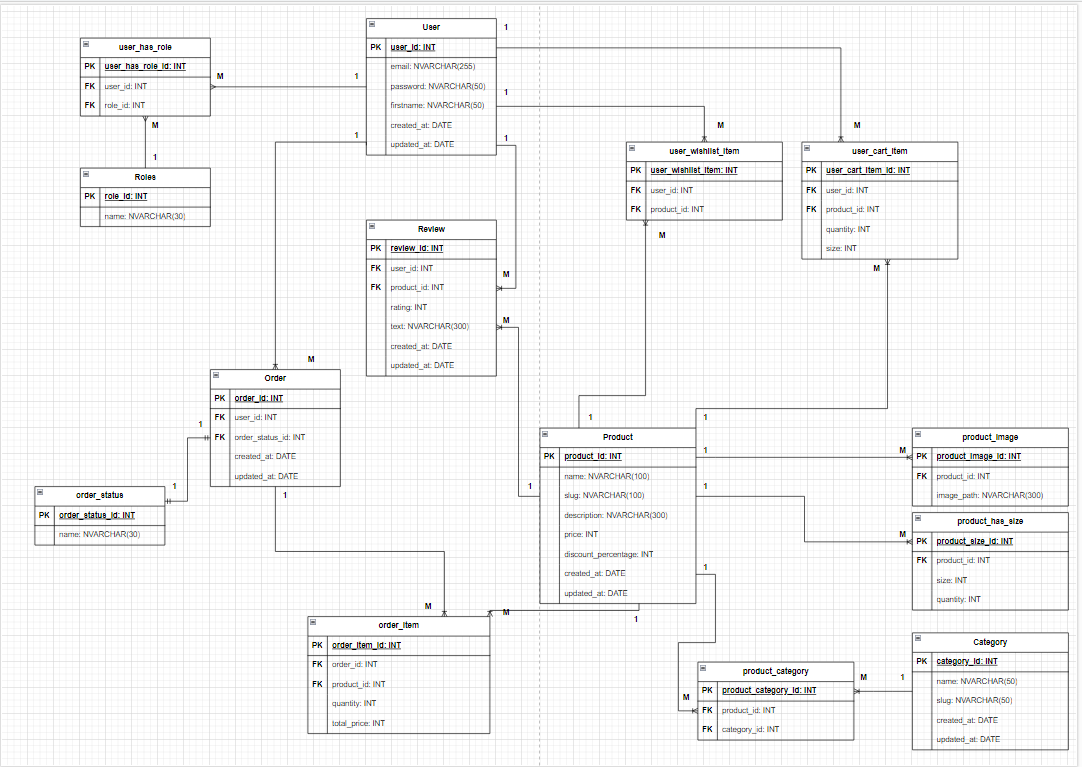 User
PK user_id: INT
email: NVARCHAR(255)
password: NVARCHAR(50)
firstname: NVARCHAR(50)
created_at: DATE
updated_at: DATE
1
1
1
1
1
user_has_role
PK user_has_role_id: INT
FK user_id: INT
FK role_id: INT
M
M
1
Roles
PK role_id: INT
name: NVARCHAR(30)
user_wishlist_item
PK user_wishlist_item: INT
FK user_id: INT
FK product_id: INT
M
M
user_cart_item
PK user_cart_item_id: INT
FK user_id: INT
FK product_id: INT
quantity: INT
size: INT
M
M
Review
PK review_id: INT
FK user_id: INT
FK product_id: INT
rating: INT
text: NVARCHAR(300)
created_at: DATE
updated_at: DATE
M
M
M
Order
PK order_id: INT
FK user_id: INT
FK order_status_id: INT
created_at: DATE
updated_at: DATE
1
1
1
order_status
PK order_status_id: INT
name: NVARCHAR(30)
1
1
Product
PK product_id: INT
name: NVARCHAR(100)
slug: NVARCHAR(100)
description: NVARCHAR(300)
price: INT
discount_percentage: INT
created_at: DATE
updated_at: DATE
1
1
1
1
1
M
product_image
PK product_image_id: INT
FK product_id: INT
image_path: NVARCHAR(300)
M
product_has_size
PK product_size_id: INT
FK product_id: INT
size: INT
quantity: INT
M
M
order_item
PK order_item_id: INT
FK order_id: INT
FK product_id: INT
quantity: INT
total_price: INT
M
product_category
PK product_category_id: INT
FK product_id: INT
FK category_id: INT
M
1
Category
PK category_id: INT
name: NVARCHAR(50)
slug: NVARCHAR(50)
created_at: DATE
updated_at: DATE